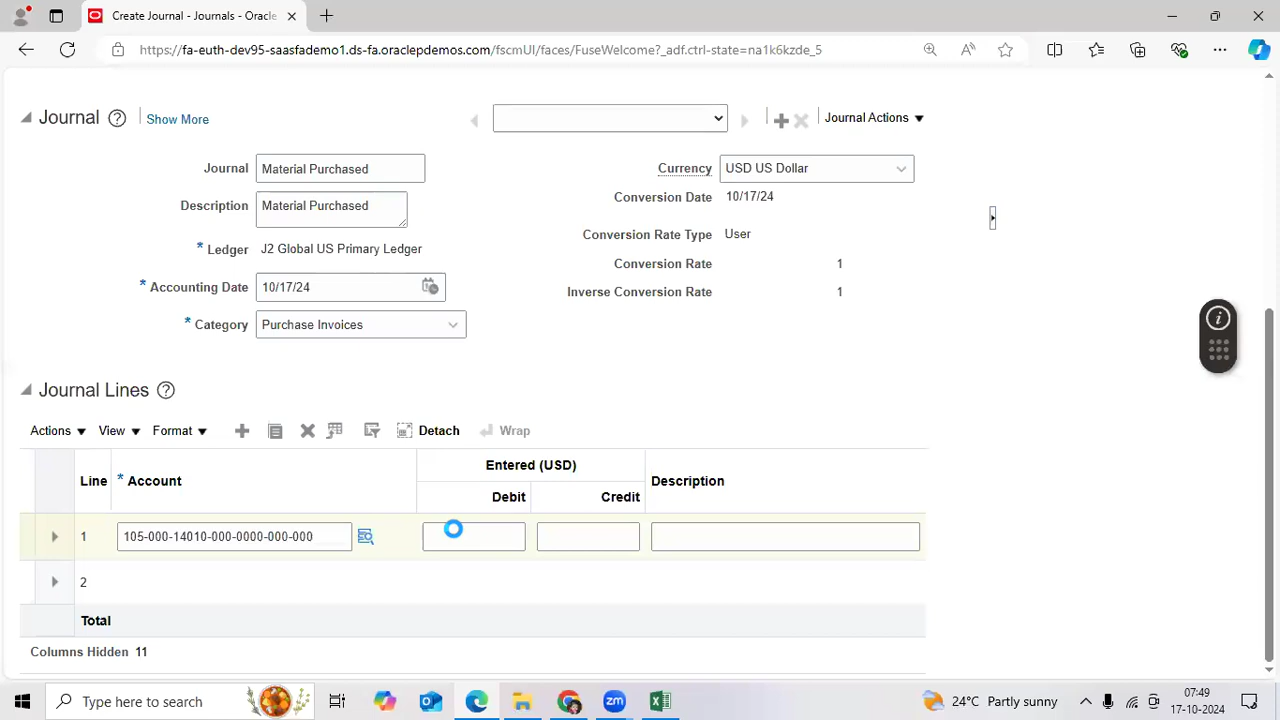 Create Journal - Journals - Oracle
https://fa-euth-dev95-saasfademo1.ds-fa.oraclepdemos.com/fscmUI/faces/FuseWelcome?_adf.ctrl-state=na1k6kzde_5
Journal ? Show More
Journal Actions
Journal Material Purchased
Currency USD US Dollar
Description Material Purchased
Conversion Date 10/17/24
Conversion Rate Type User
* Ledger J2 Global US Primary Ledger
Conversion Rate 1
* Accounting Date 10/17/24
Inverse Conversion Rate 1
* Category Purchase Invoices
Journal Lines ?
Actions View Format Detach Wrap
Entered (USD)
Line * Account Description
Debit Credit
1 105-000-14010-000-0000-000-000
2
Total
Columns Hidden 11
Type here to search
24°C Partly sunny
07:49
17-10-2024